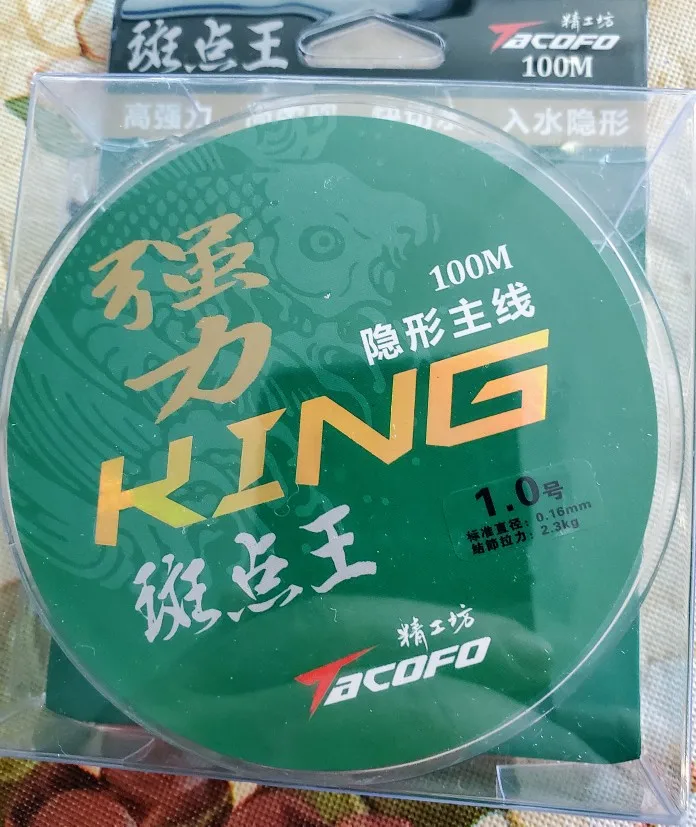 斑点王
精工坊
TACOFO
100M
高强力
入水隐形
强力
100M
隐形主线
KING
1.0号
标准直径：0.16mm
结节拉力：2.3kg
斑点王
精工坊
TACOFO